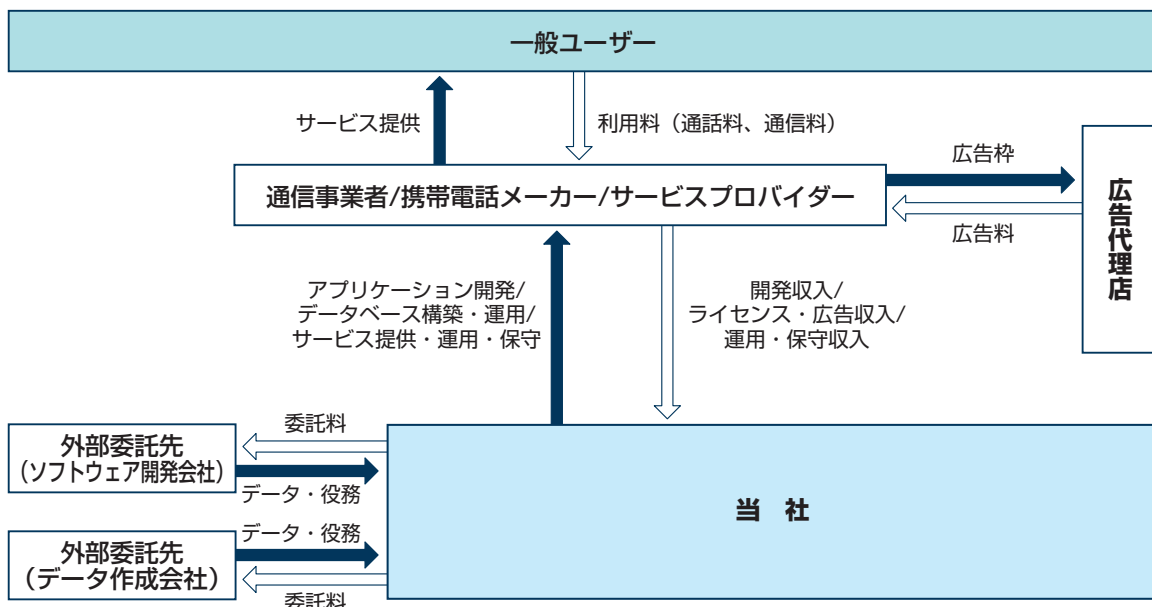 一般ユーザー
サービス提供
利用料（通話料、通信料）
通信事業者/携帯電話メーカー/サービスプロバイダー
広告枠
広告料
広告代理店
アプリケーション開発/
データベース構築・運用/
サービス提供・運用・保守
開発収入/
ライセンス・広告収入/
運用・保守収入
外部委託先
（ソフトウェア開発会社）
委託料
データ・役務
データ・役務
外部委託先
（データ作成会社）
委託料
当　社